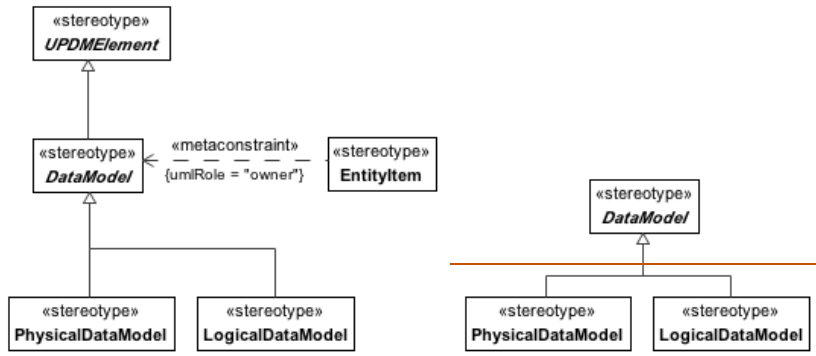 «stereotype»
UPDMElement
«stereotype»
DataModel
«metaconstraint»
{umlRole = "owner"}
«stereotype»
EntityItem
«stereotype»
PhysicalDataModel
«stereotype»
LogicalDataModel
«stereotype»
DataModel
«stereotype»
PhysicalDataModel
«stereotype»
LogicalDataModel